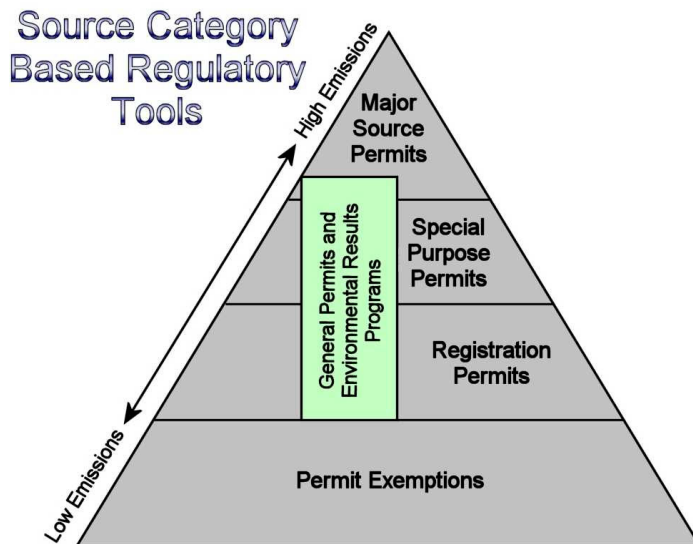 Source Category
Based Regulatory
Tools
High Emissions
Low Emissions
Major
Source
Permits
General Permits and
Environmental Results
Programs
Special
Purpose
Permits
Registration
Permits
Permit Exemptions